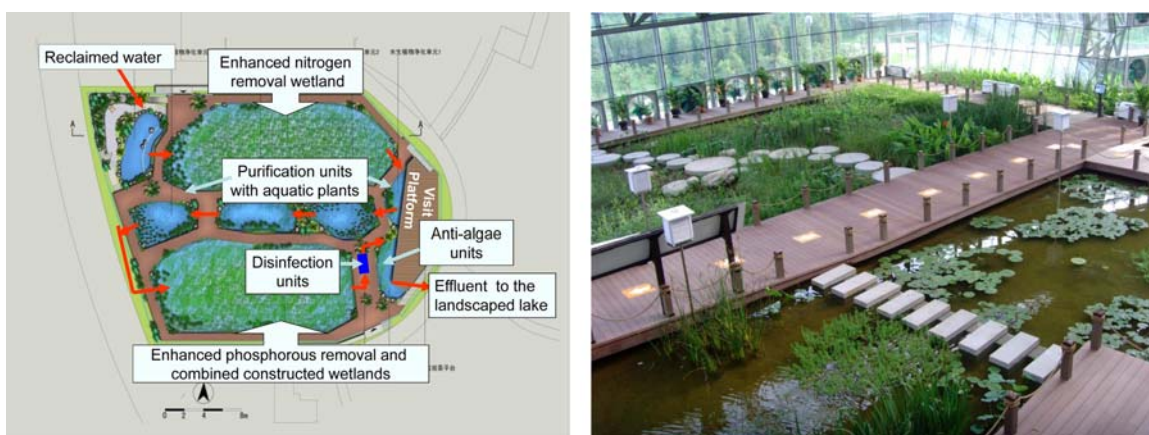 Reclaimed water
Enhanced nitrogen
removal wetland
Purification units
with aquatic plants
Visit
Platform
Anti-algae
units
Disinfection
units
Effluent to the
landscaped lake
Enhanced phosphorous removal and
combined constructed wetlands
A
A
0 2 4 8m